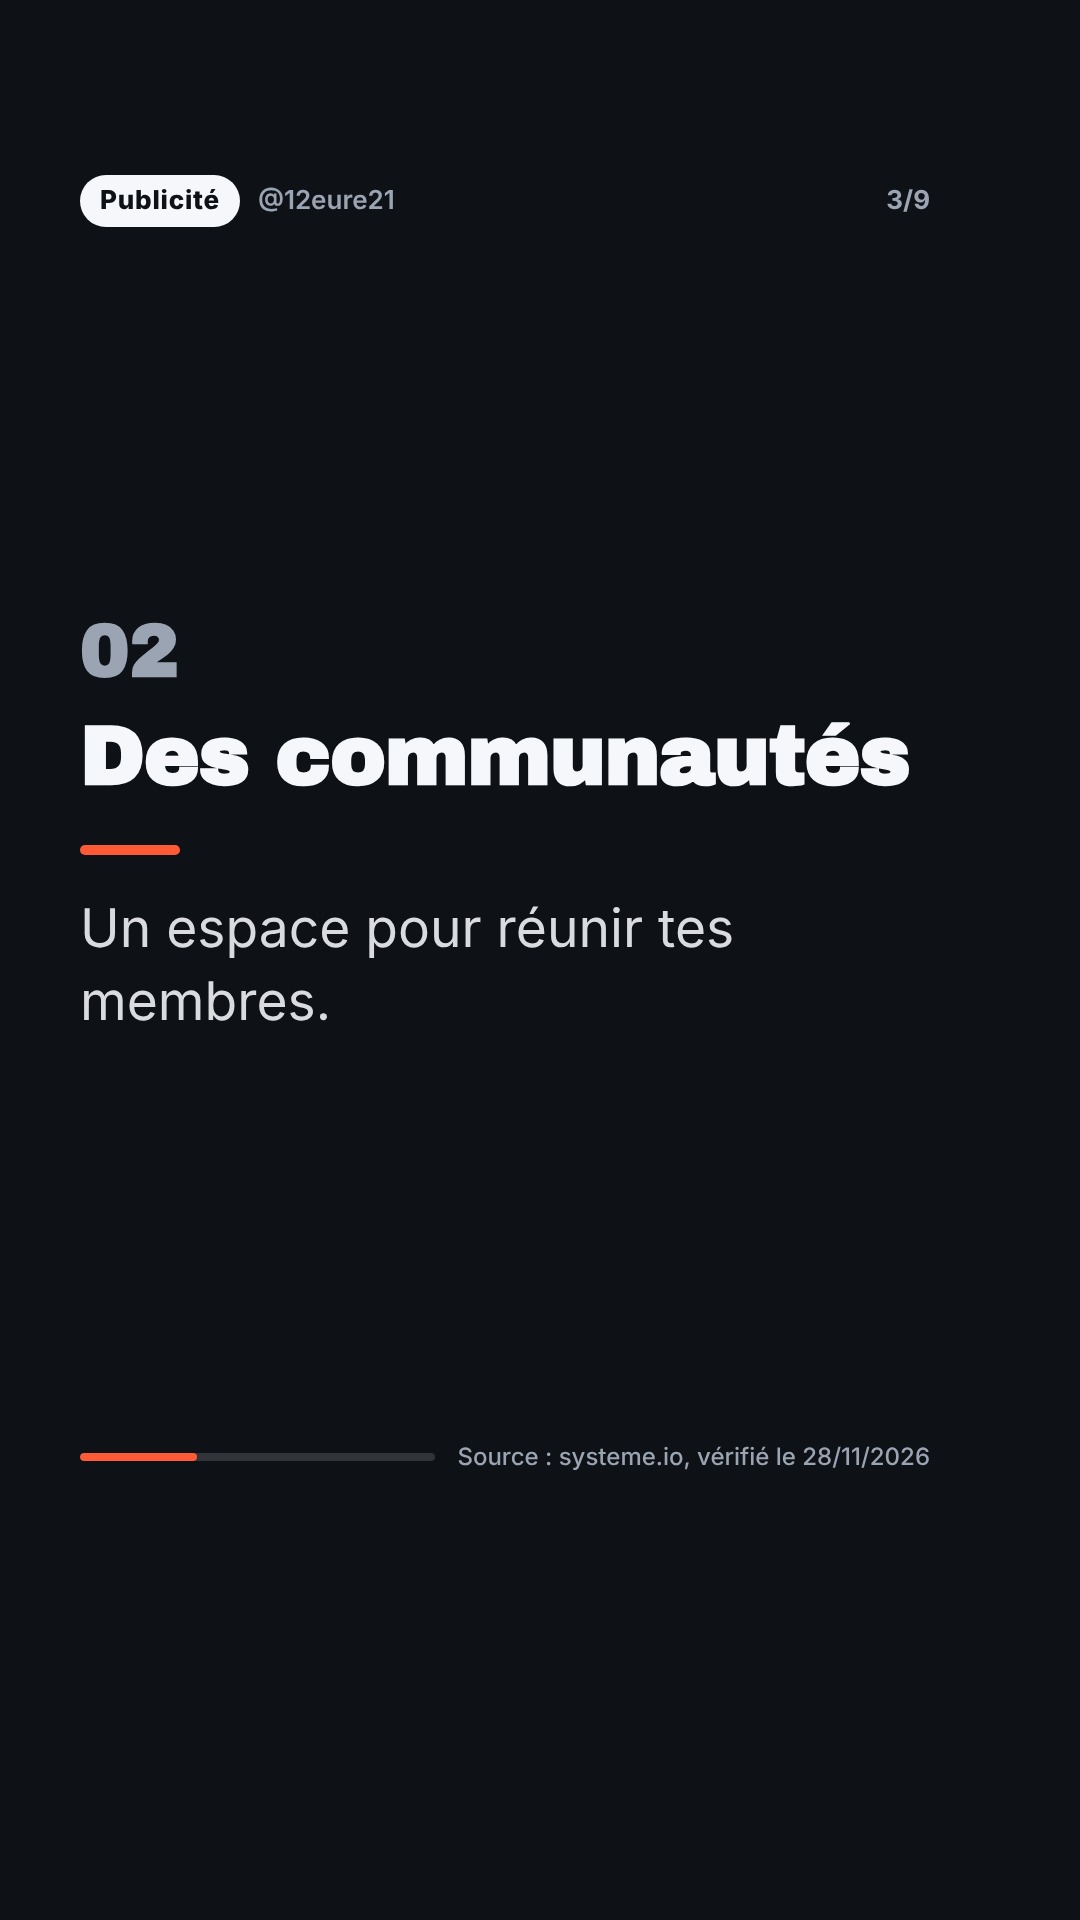 Publicité @12eure21 3/9
02
Des communautés
Un espace pour réunir tes
membres.
Source : systeme.io, vérifié le 28/11/2026